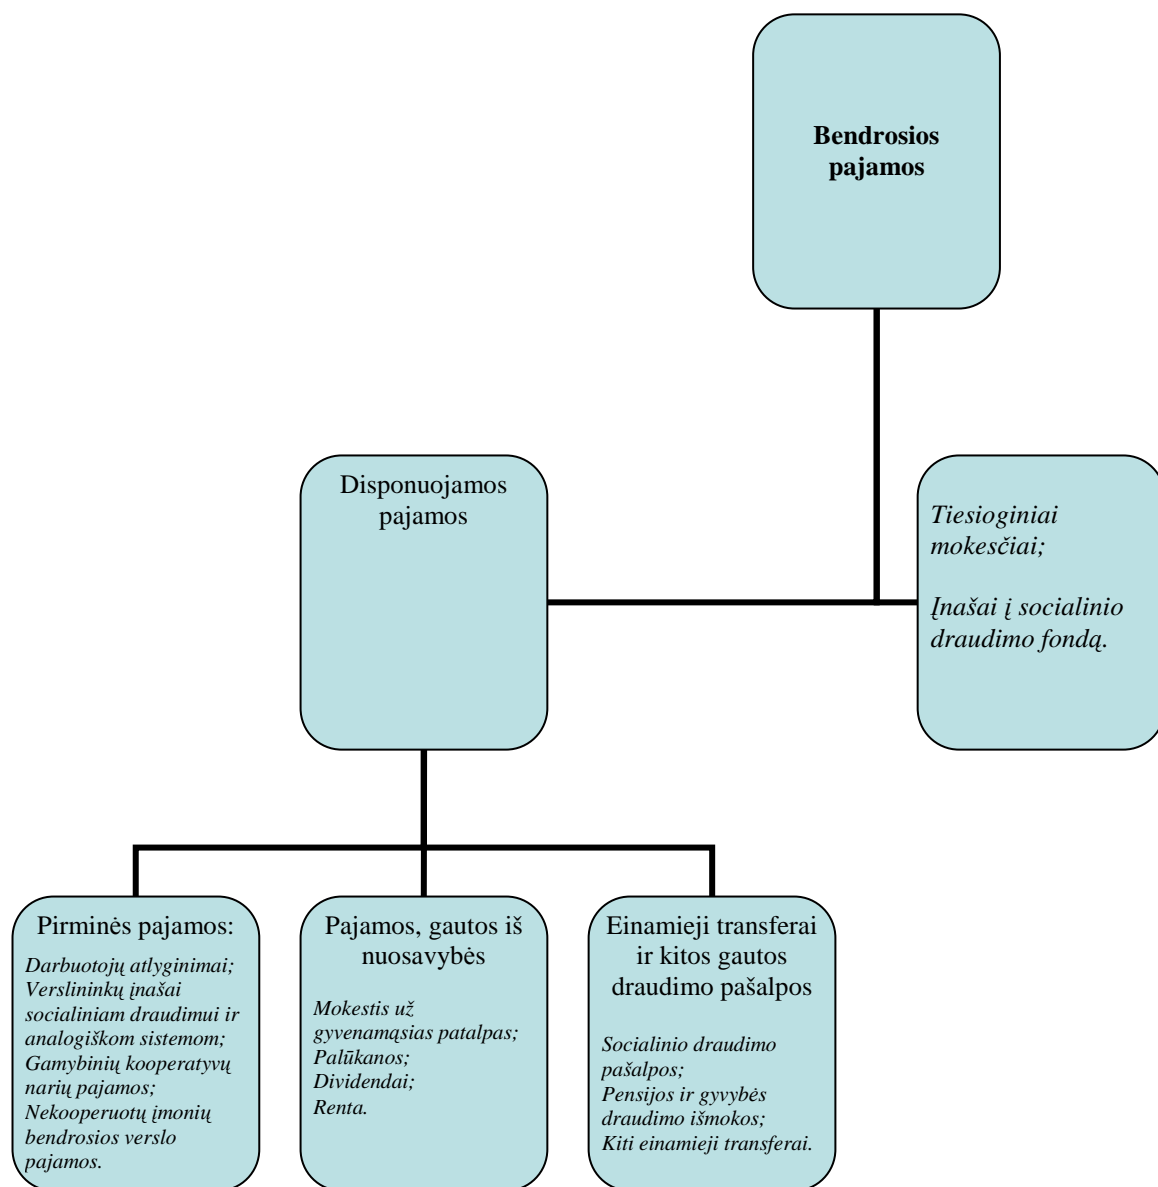 Bendrosios
pajamos
Disponuojamos
pajamos
Tiesioginiai
mokesčiai;
Įnašai į socialinio
draudimo fondą.
Pirminės pajamos:
Darbuotojų atlyginimai;
Verslininkų įnašai
socialiniam draudimui ir
analogiškom sistemom;
Gamybinių kooperatyvų
narių pajamos;
Nekooperuotų įmonių
bendrosios verslo
pajamos.
Pajamos, gautos iš
nuosavybės
Mokestis už
gyvenamąsias patalpas;
Palūkanos;
Dividendai;
Renta.
Einamieji transferai
ir kitos gautos
draudimo pašalpos
Socialinio draudimo
pašalpos;
Pensijos ir gyvybės
draudimo išmokos;
Kiti einamieji transferai.